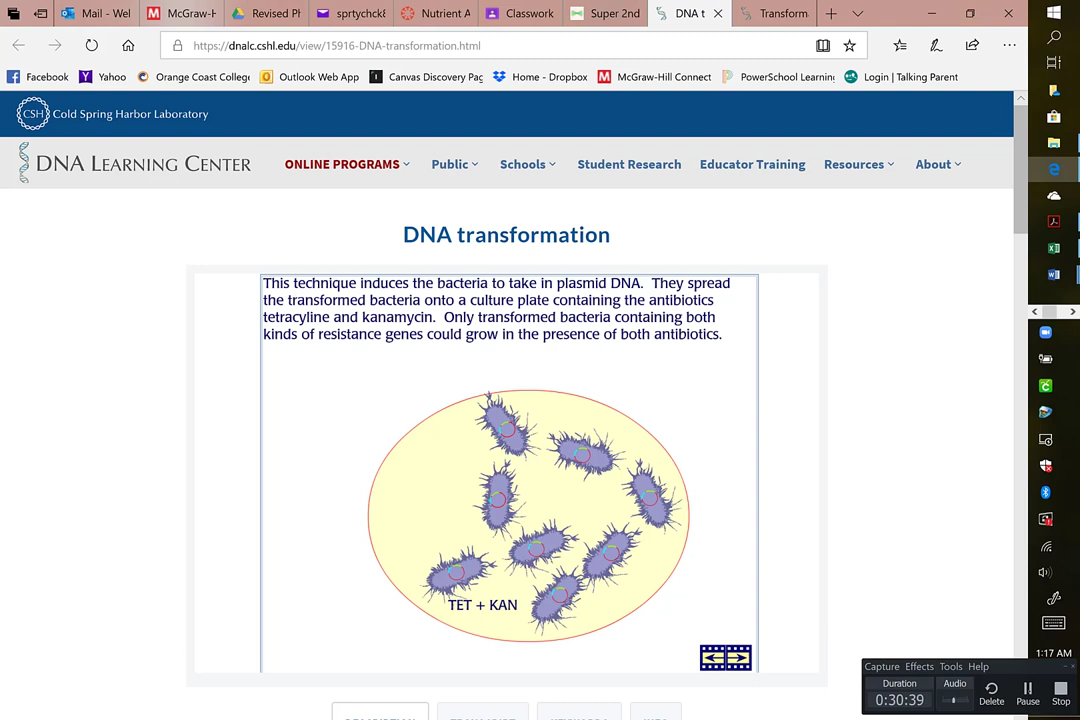 Mail - Wel
McGraw-H
Revised Pl
sprtychck8
Nutrient A
Classwork
Super 2nd
DNA t
Transform
https://dnalc.cshl.edu/view/15916-DNA-transformation.html
Facebook
Yahoo
Orange Coast College
Outlook Web App
Canvas Discovery Pag
Home - Dropbox
McGraw-Hill Connect
PowerSchool Learning
Login | Talking Parent
CSH Cold Spring Harbor Laboratory
DNA LEARNING CENTER
ONLINE PROGRAMS
Public
Schools
Student Research
Educator Training
Resources
About
DNA transformation
This technique induces the bacteria to take in plasmid DNA. They spread
the transformed bacteria onto a culture plate containing the antibiotics
tetracyline and kanamycin. Only transformed bacteria containing both
kinds of resistance genes could grow in the presence of both antibiotics.
TET + KAN
1:17 AM
Capture Effects Tools Help
Duration
0:30:39
Audio
Delete
Pause
Stop